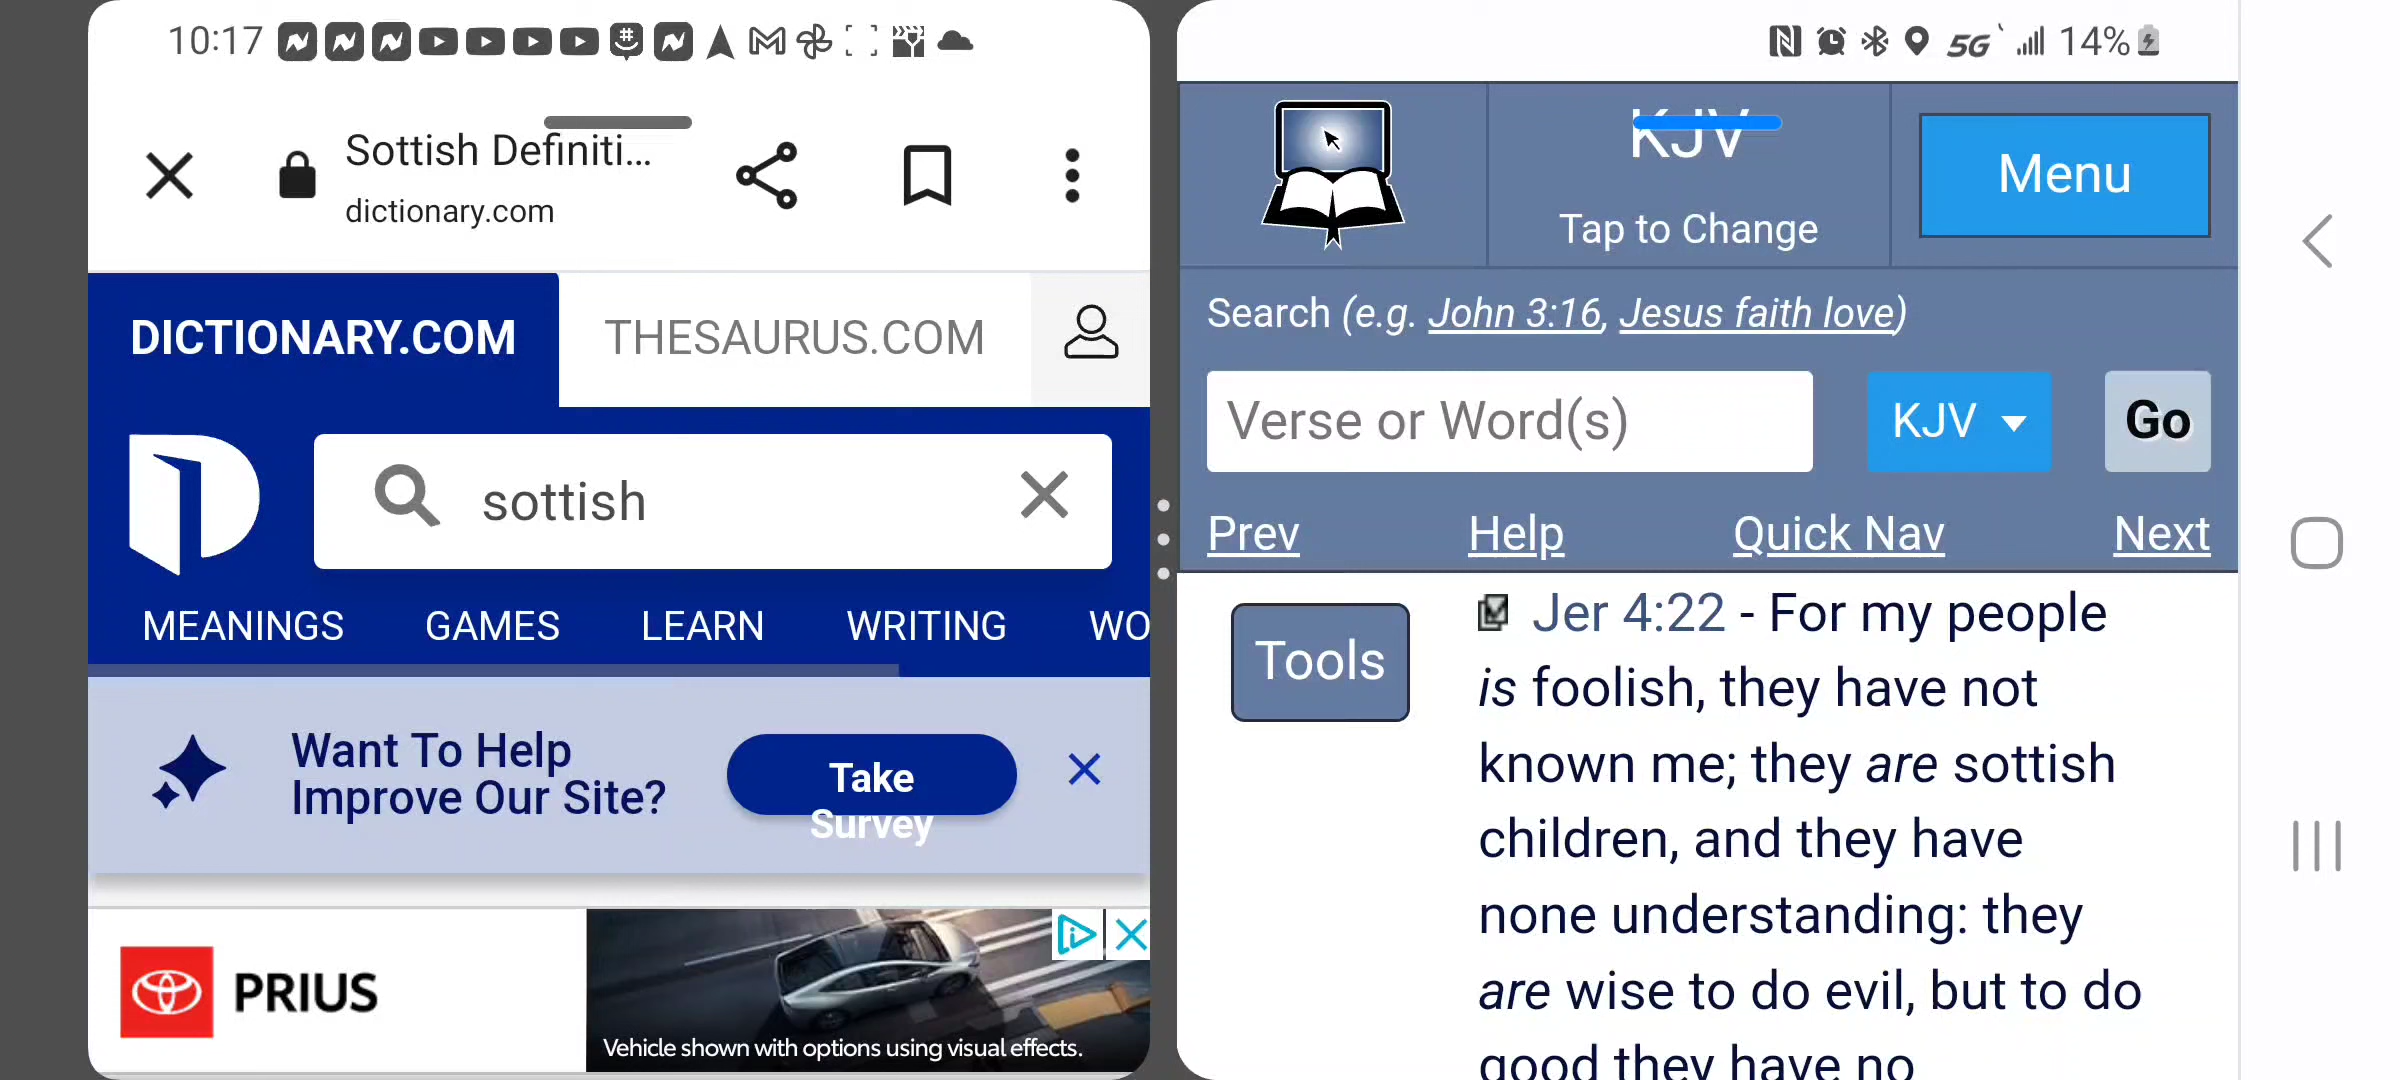 10:17
14%
5G
Sottish Definiti...
dictionary.com
DICTIONARY.COM
THESAURUS.COM
sottish
MEANINGS GAMES LEARN WRITING WO
Want To Help
Improve Our Site?
Take
Survey
PRIUS
Vehicle shown with options using visual effects.
KJV
Tap to Change
Menu
Search (e.g. John 3:16, Jesus faith love)
Verse or Word(s)
KJV
Go
Prev Help Quick Nav Next
Tools
Jer 4:22 - For my people
is foolish, they have not
known me; they are sottish
children, and they have
none understanding: they
are wise to do evil, but to do
good they have no